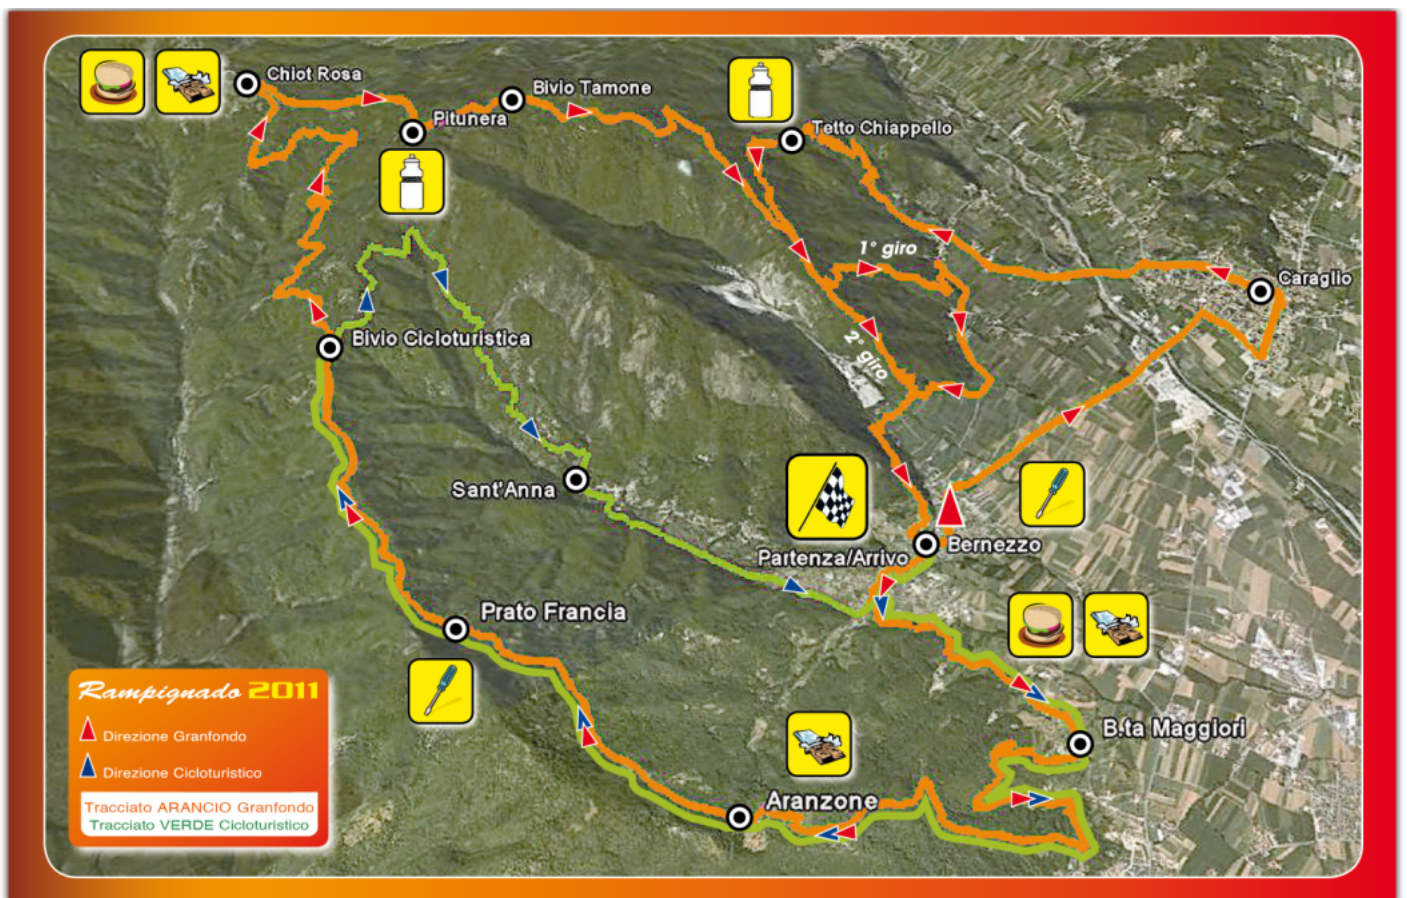 Chiot Rosa
Bivio Tamone
Pitunera
Tetto Chiappello
1° giro
Caraglio
Bivio Cicloturistica
2° giro
Sant'Anna
Partenza/Arrivo
Bernezzo
Prato Francia
B.ta Maggiori
Aranzone
Rampignado 2011
Direzione Granfondo
Direzione Cicloturistico
Tracciato ARANCIO Granfondo
Tracciato VERDE Cicloturistico